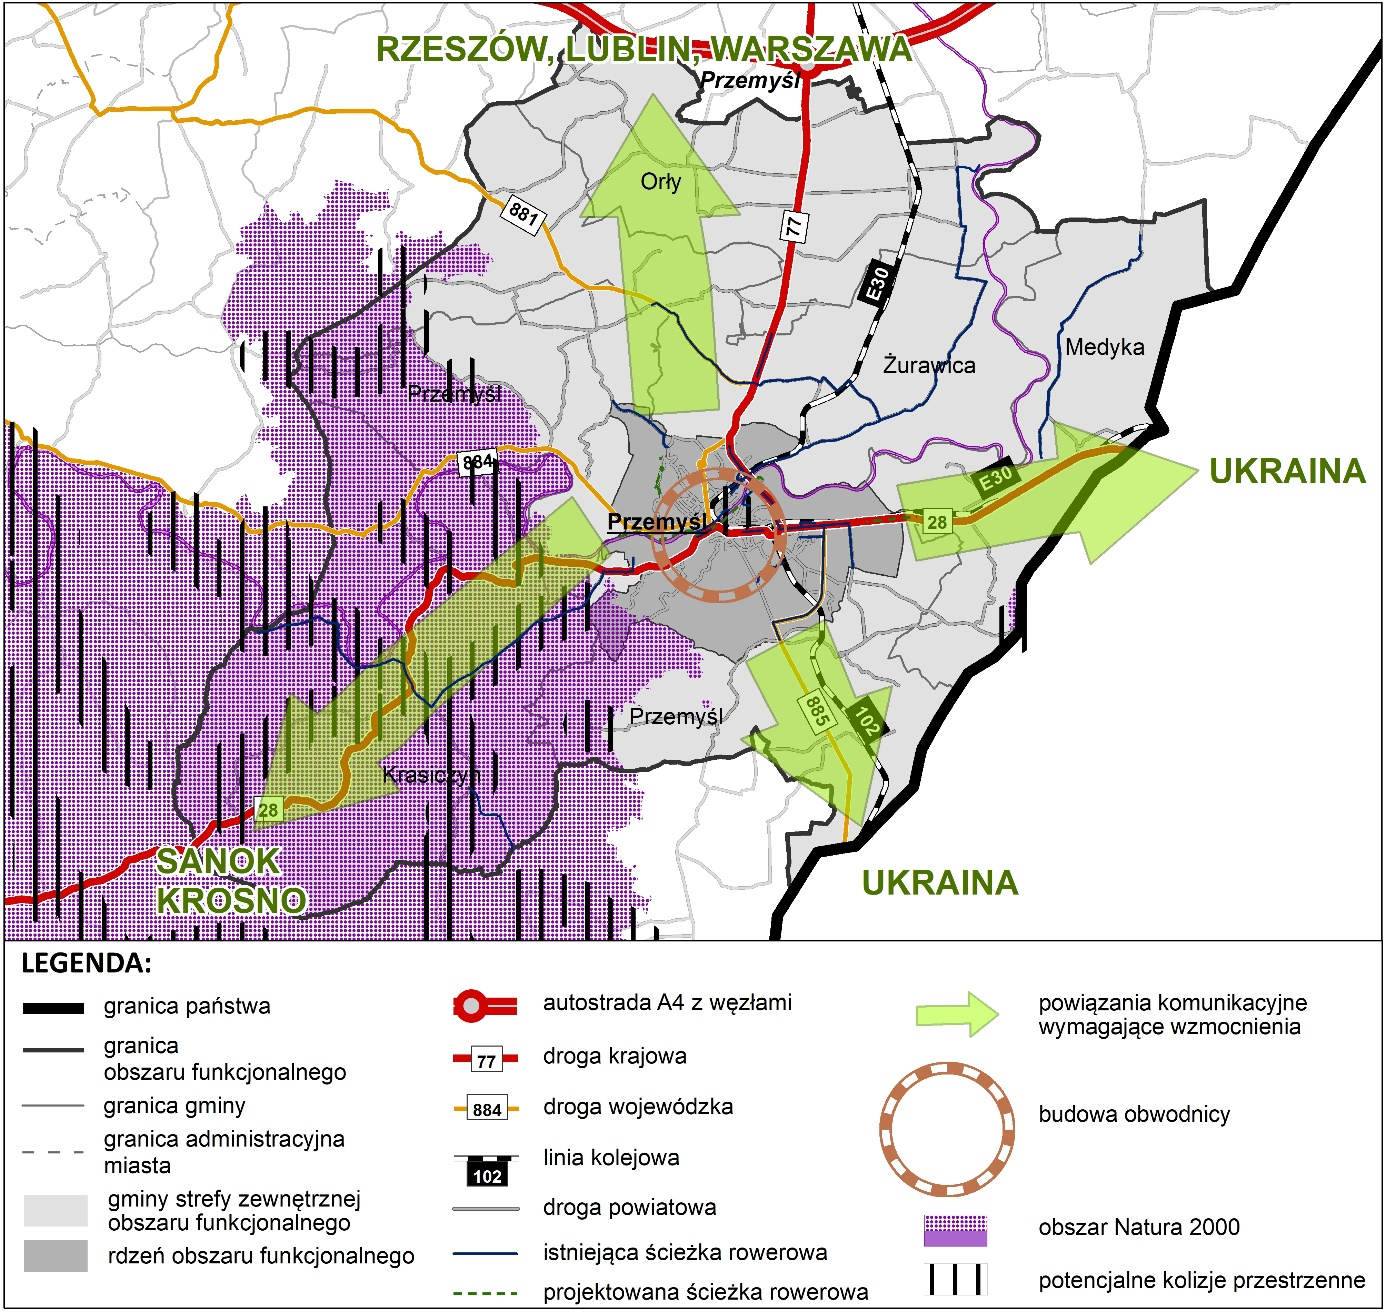 RZESZÓW, LUBLIN, WARSZAWA
Przemyśl
Orły
881
77
E30
Medyka
Żurawica
Przemyśl
884
UKRAINA
E30
Przemyśl
28
Przemyśl
885
102
Krasiczyn
28
SANOK
KROSNO
UKRAINA
LEGENDA:
granica państwa
granica
obszaru funkcjonalnego
granica gminy
granica administracyjna
miasta
gminy strefy zewnętrznej
obszaru funkcjonalnego
rdzeń obszaru funkcjonalnego
autostrada A4 z węzłami
77
droga krajowa
884
droga wojewódzka
linia kolejowa
102
droga powiatowa
istniejąca ścieżka rowerowa
projektowana ścieżka rowerowa
powiązania komunikacyjne
wymagające wzmocnienia
budowa obwodnicy
obszar Natura 2000
potencjalne kolizje przestrzenne